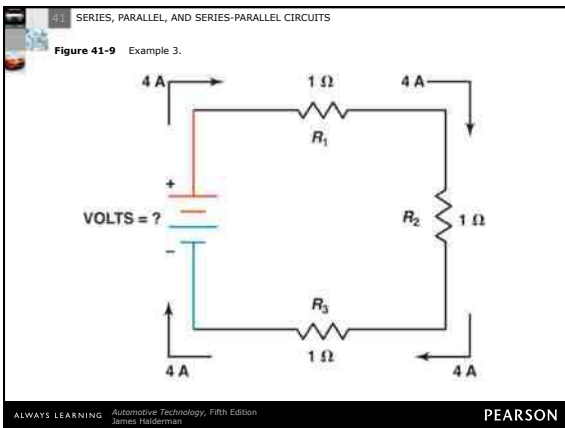 41 SERIES, PARALLEL, AND SERIES-PARALLEL CIRCUITS
Figure 41-9 Example 3.
4 A
1 Ω
4 A
R1
+
VOLTS = ?
R2
1 Ω
−
R3
1 Ω
4 A
4 A
ALWAYS LEARNING
Automotive Technology, Fifth Edition
James Halderman
PEARSON